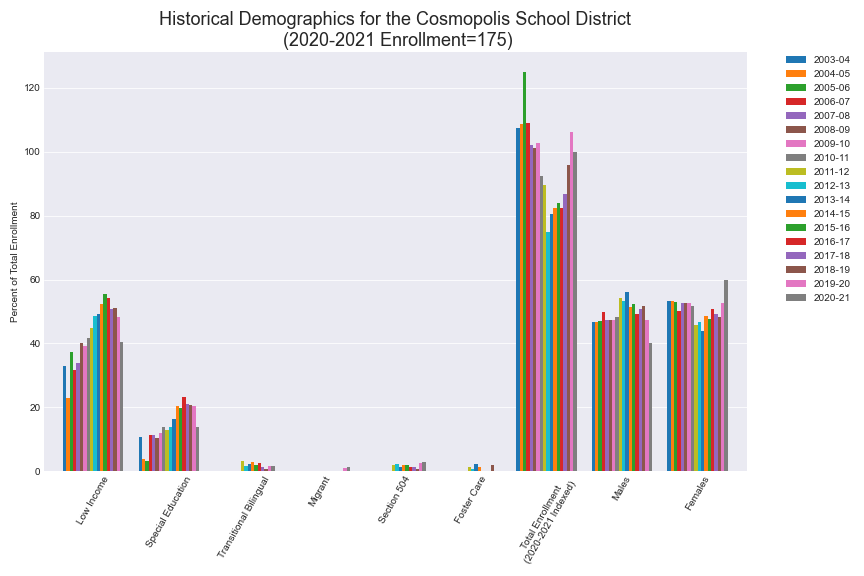 Historical Demographics for the Cosmopolis School District
(2020-2021 Enrollment=175)
Percent of Total Enrollment
120
100
80
60
40
20
0
Low Income
Special Education
Transitional Bilingual
Migrant
Section 504
Foster Care
Total Enrollment
(2020-2021 Indexed)
Males
Females
2003-04
2004-05
2005-06
2006-07
2007-08
2008-09
2009-10
2010-11
2011-12
2012-13
2013-14
2014-15
2015-16
2016-17
2017-18
2018-19
2019-20
2020-21